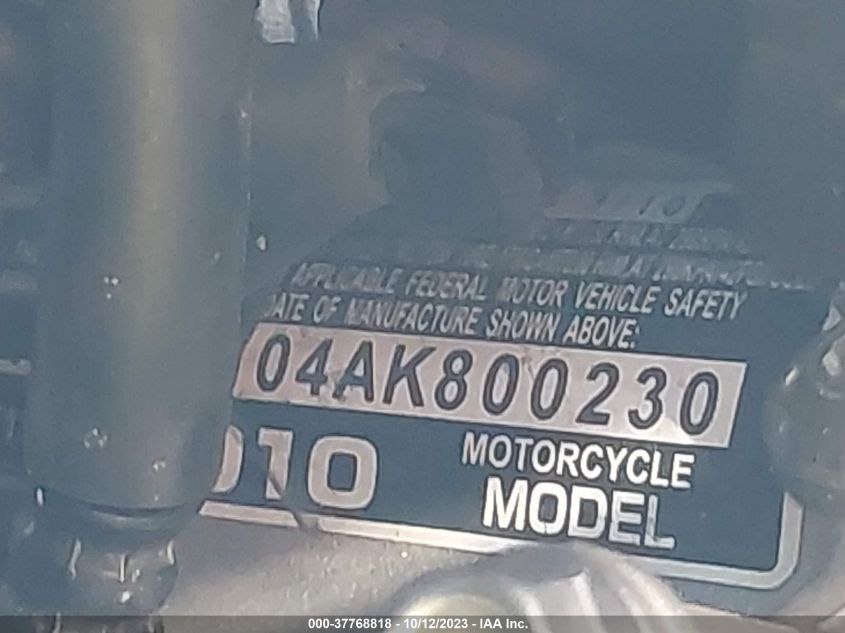 APPLICABLE FEDERAL MOTOR VEHICLE SAFETY
DATE OF MANUFACTURE SHOWN ABOVE:
04AK800230
010
MOTORCYCLE
MODEL
000-37768818 - 10/12/2023 - IAA Inc.